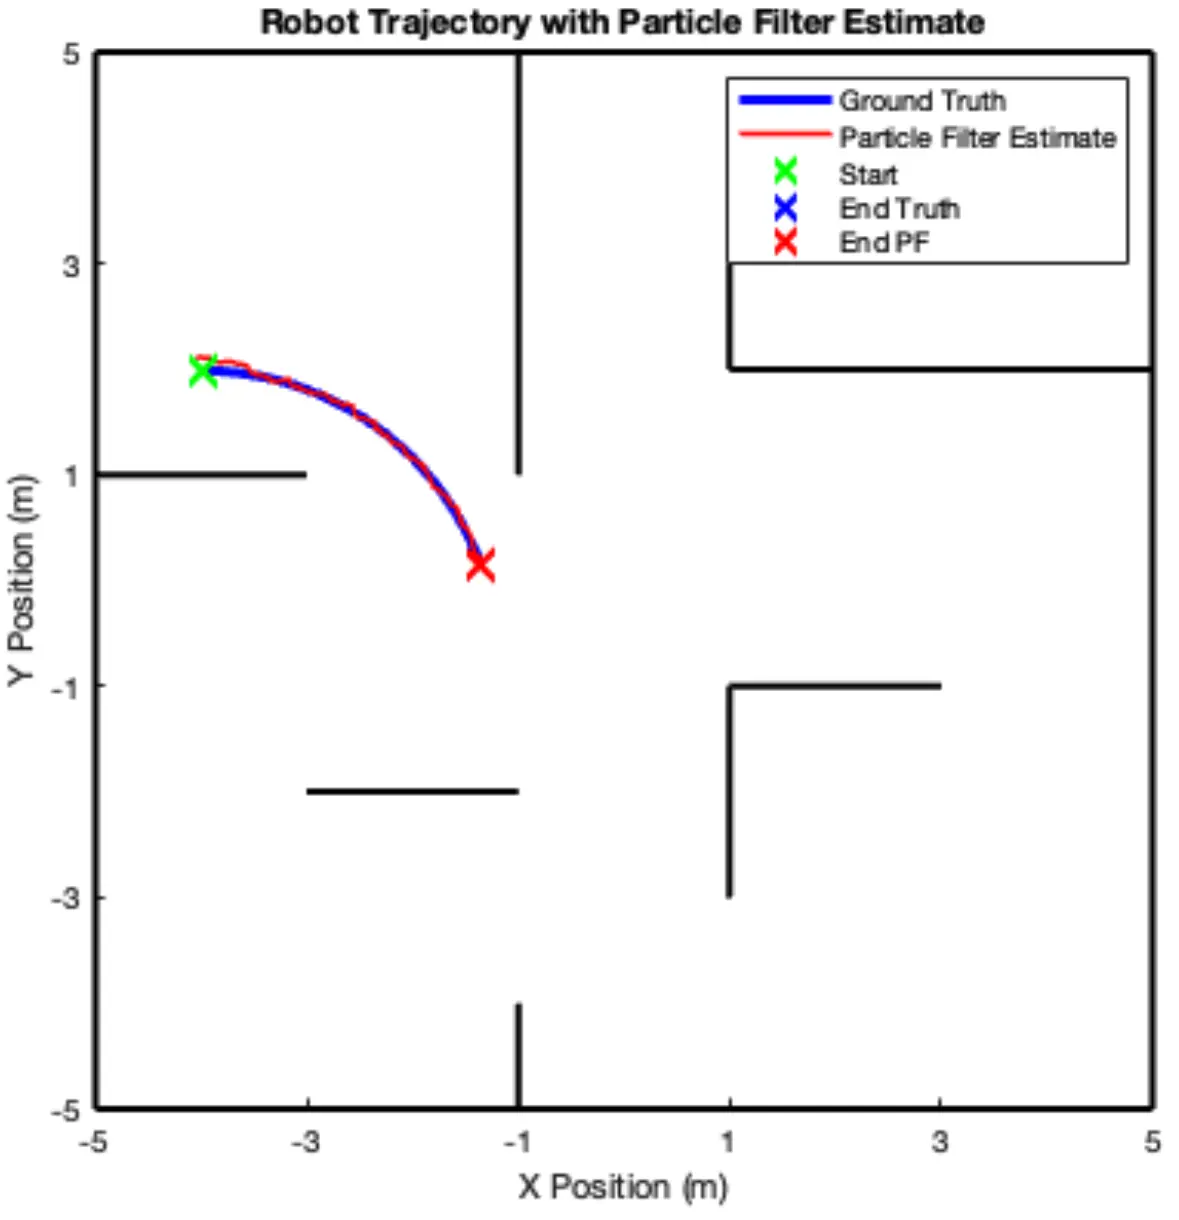 Robot Trajectory with Particle Filter Estimate
Ground Truth
Particle Filter Estimate
Start
End Truth
End PF
5
3
1
-1
-3
-5
Y Position (m)
-5 -3 -1 1 3 5
X Position (m)